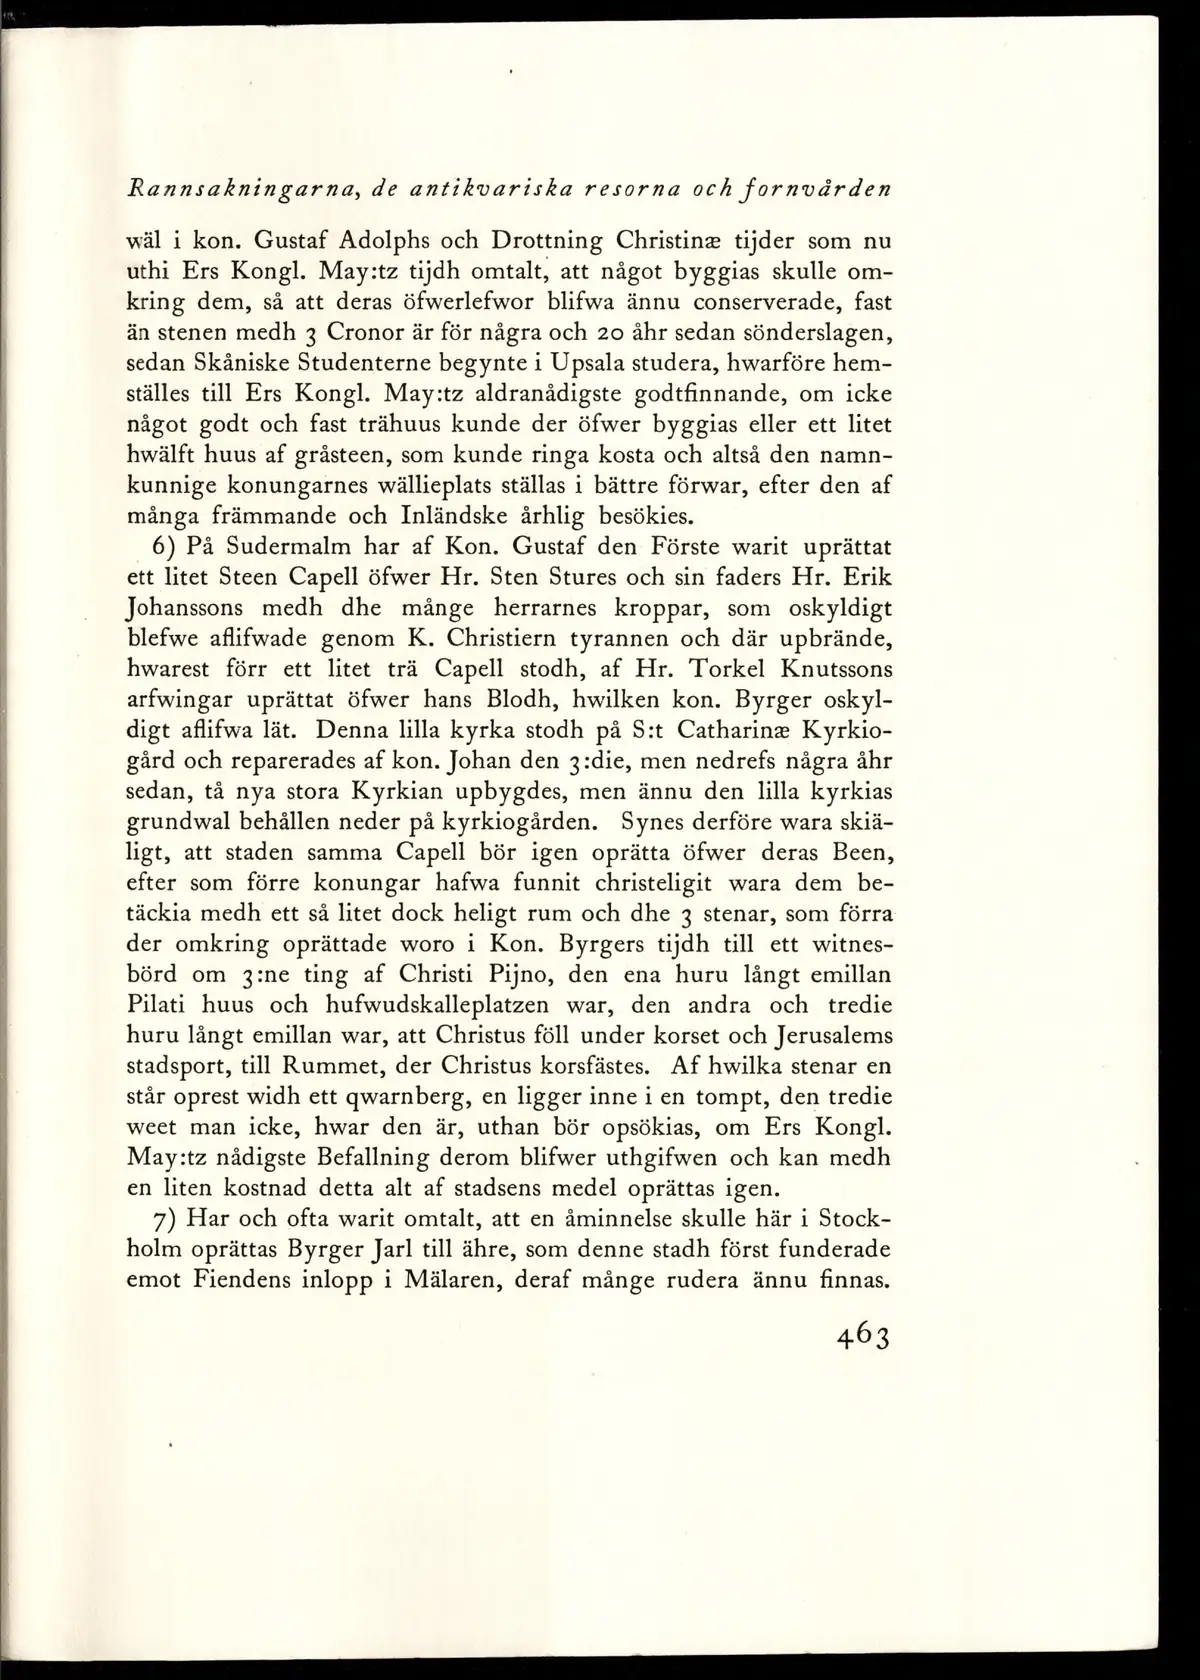 Rannsakningarna, de antikvariska resorna och fornvården
wäl i kon. Gustaf Adolphs och Drottning Christinæ tijder som nu
uthi Ers Kongl. May:tz tijdh omtalt, att något byggias skulle om-
kring dem, så att deras öfwerlefwor blifwa ännu conserverade, fast
än stenen medh 3 Cronor är för några och 20 åhr sedan sönderslagen,
sedan Skåniske Studenterne begynte i Upsala studera, hwarföre hem-
ställes till Ers Kongl. May:tz aldranådigste godtfinnande, om icke
något godt och fast trähuus kunde der öfwer byggias eller ett litet
hwälft huus af gråsteen, som kunde ringa kosta och altså den namn-
kunnige konungarnes wällieplats ställas i bättre förwar, efter den af
många främmande och Inländske århlig besökies.
6) På Sudermalm har af Kon. Gustaf den Förste warit uprättat
ett litet Steen Capell öfwer Hr. Sten Stures och sin faders Hr. Erik
Johanssons medh dhe månge herrarnes kroppar, som oskyldigt
blefwe aflifwade genom K. Christiern tyrannen och där upbrände,
hwarest förr ett litet trä Capell stodh, af Hr. Torkel Knutssons
arfwingar uprättat öfwer hans Blodh, hwilken kon. Byrger oskyl-
digt aflifwa lät. Denna lilla kyrka stodh på S:t Catharinæ Kyrkio-
gård och reparerades af kon. Johan den 3:die, men nedrefs några åhr
sedan, tå nya stora Kyrkian upbygdes, men ännu den lilla kyrkias
grundwal behållen neder på kyrkiogården. Synes derföre wara skiä-
ligt, att staden samma Capell bör igen oprätta öfwer deras Been,
efter som förre konungar hafwa funnit christeligit wara dem be-
täckia medh ett så litet dock heligt rum och dhe 3 stenar, som förra
der omkring oprättade woro i Kon. Byrgers tijdh till ett witnes-
börd om 3:ne ting af Christi Pijno, den ena huru långt emillan
Pilati huus och hufwudskalleplatzen war, den andra och tredie
huru långt emillan war, att Christus föll under korset och Jerusalems
stadsport, till Rummet, der Christus korsfästes. Af hwilka stenar en
står oprest widh ett qwarnberg, en ligger inne i en tompt, den tredie
weet man icke, hwar den är, uthan bör opsökias, om Ers Kongl.
May:tz nådigste Befallning derom blifwer uthgifwen och kan medh
en liten kostnad detta alt af stadsens medel oprättas igen.
7) Har och ofta warit omtalt, att en åminnelse skulle här i Stock-
holm oprättas Byrger Jarl till ähre, som denne stadh först funderade
emot Fiendens inlopp i Mälaren, deraf månge rudera ännu finnas.
463